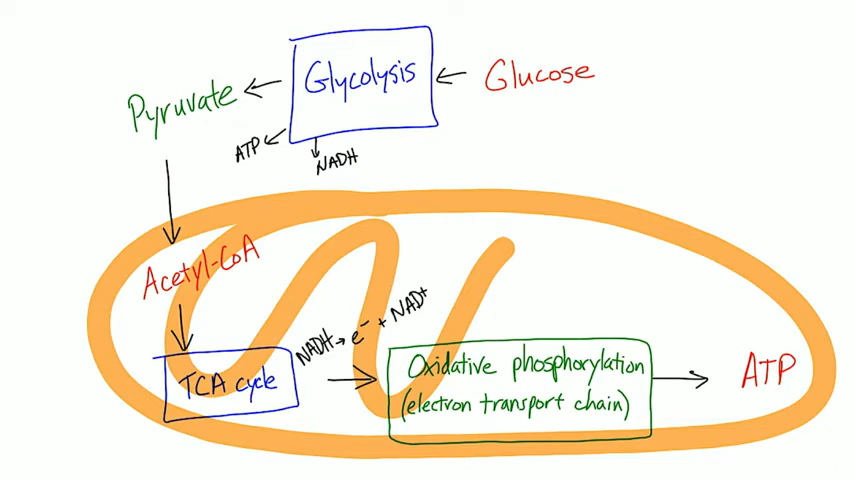 Glycolysis
Glucose
Pyruvate
ATP
NADH
Acetyl-CoA
NADH → e⁻ + NAD⁺
TCA cycle
Oxidative phosphorylation
(electron transport chain)
ATP